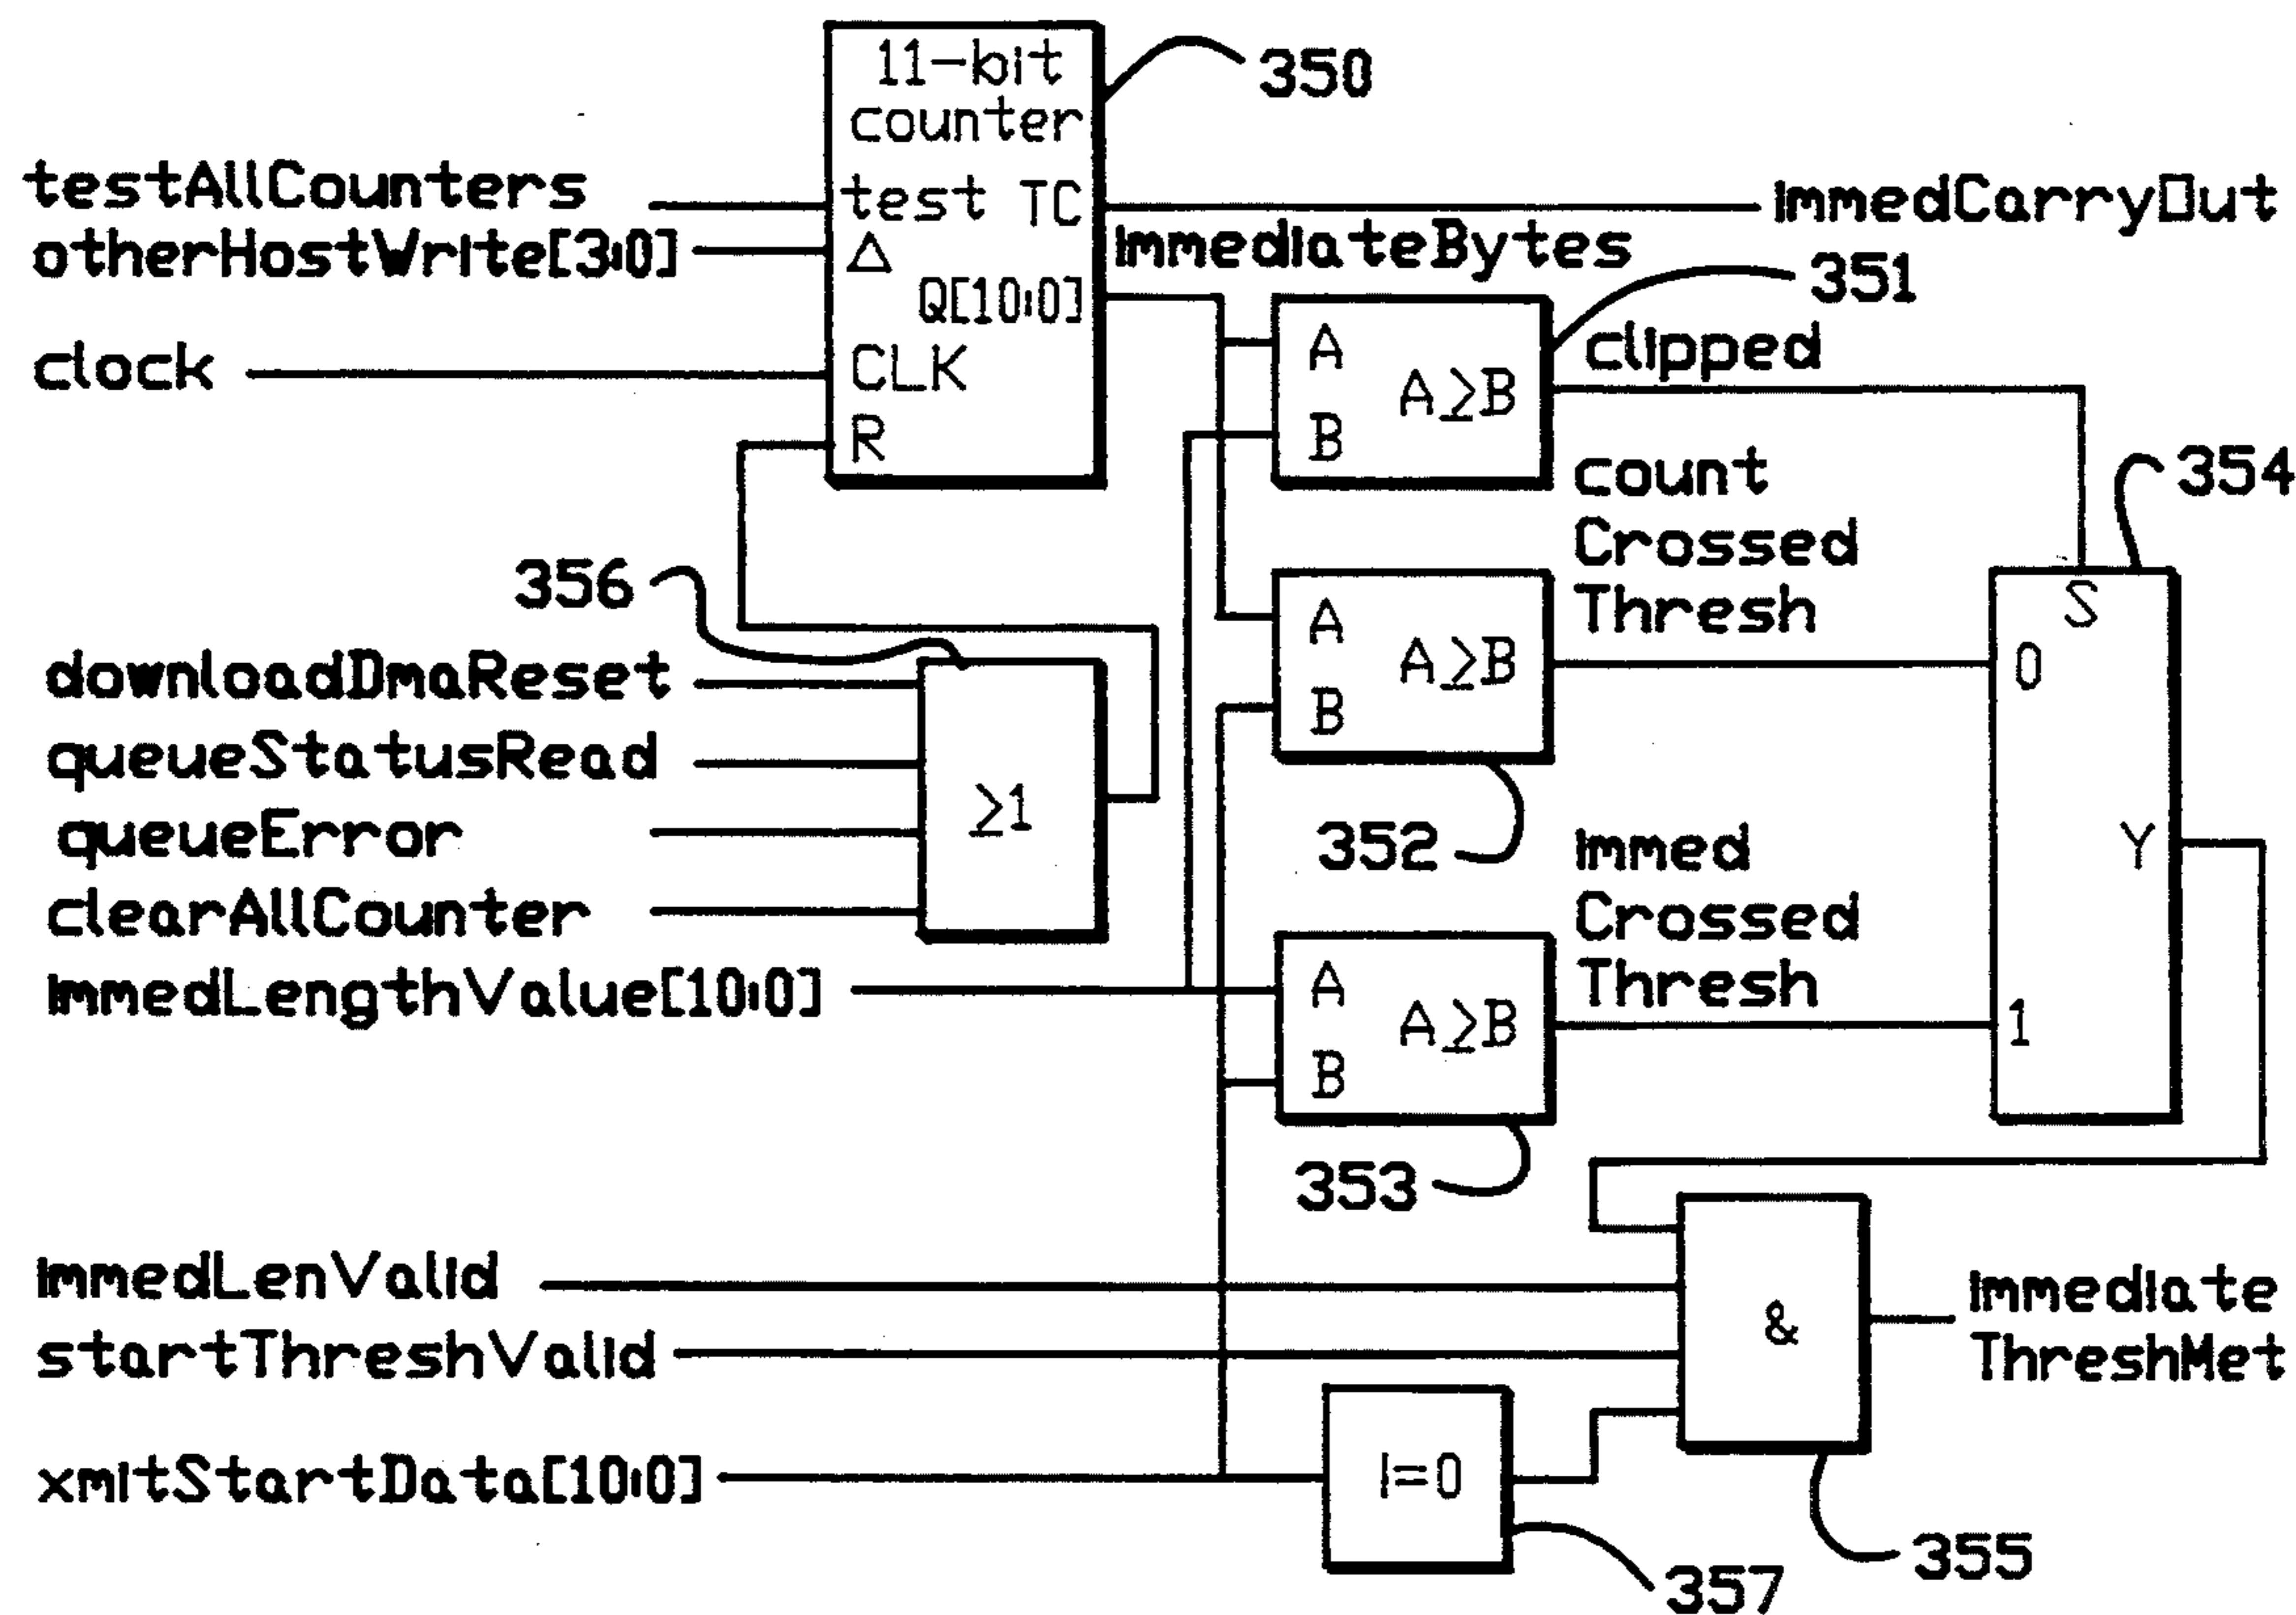 11-bit
counter
350
testAllCounters
test TC
immedCarryOut
otherHostWrite[3:0]
Δ
immediateBytes
351
Q[10:0]
clipped
clock
CLK
A
A≥B
B
R
count
Crossed
Thresh
354
356
A
A≥B
B
S
0
downloadDmaReset
queueStatusRead
≥1
queueError
clearAllCounter
352
immed
Crossed
Thresh
Y
immedLengthValue[10:0]
A
A≥B
B
1
353
immedLenValid
startThreshValid
&
immediate
ThreshMet
xmitStartData[10:0]
!=0
355
357